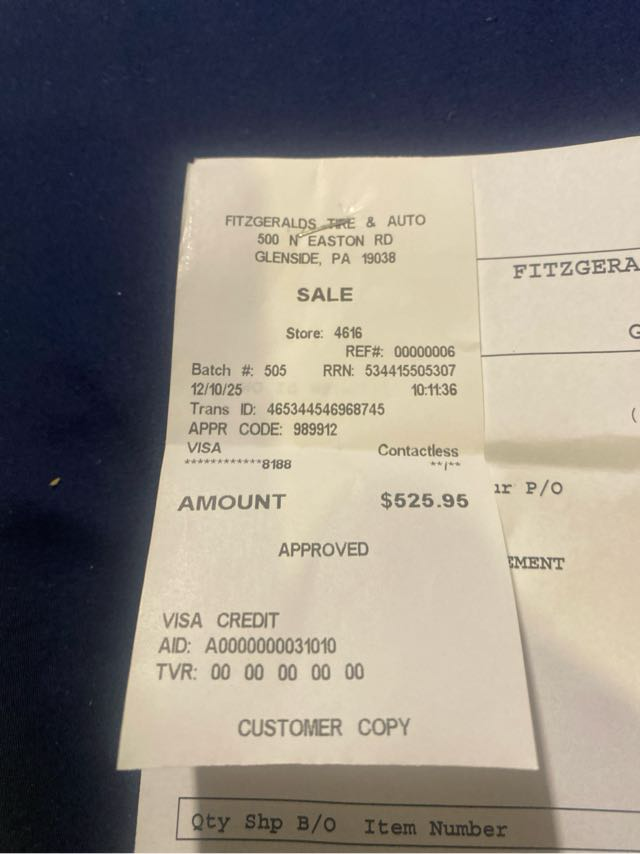 FITZGERALDS TIRE & AUTO
500 N EASTON RD
GLENSIDE, PA 19038
SALE
Store: 4616
REF#: 00000006
Batch #: 505 RRN: 534415505307
12/10/25 10:11:36
Trans ID: 465344546968745
APPR CODE: 989912
VISA Contactless
************8188 **/**
AMOUNT $525.95
APPROVED
VISA CREDIT
AID: A0000000031010
TVR: 00 00 00 00 00
CUSTOMER COPY
FITZGERA
G
(
ur P/O
EMENT
Qty Shp B/O Item Number